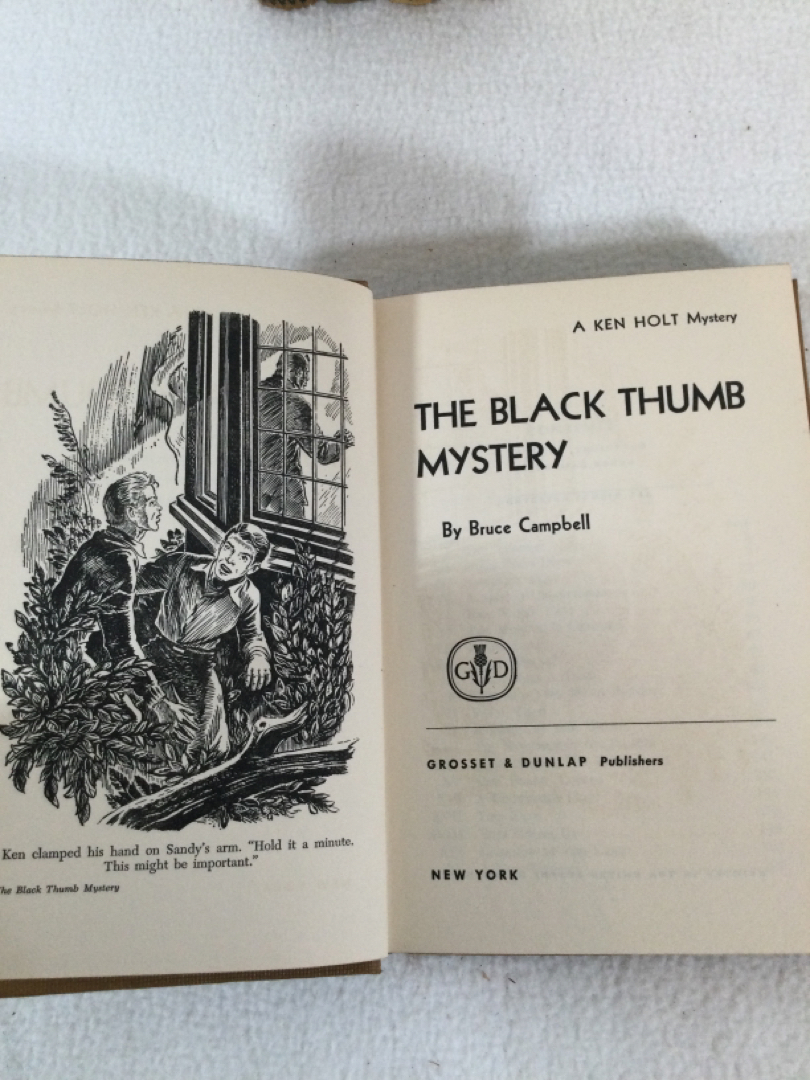 Ken clamped his hand on Sandy's arm. "Hold it a minute.
This might be important."
The Black Thumb Mystery
A KEN HOLT Mystery
THE BLACK THUMB
MYSTERY
By Bruce Campbell
G D
GROSSET & DUNLAP Publishers
NEW YORK